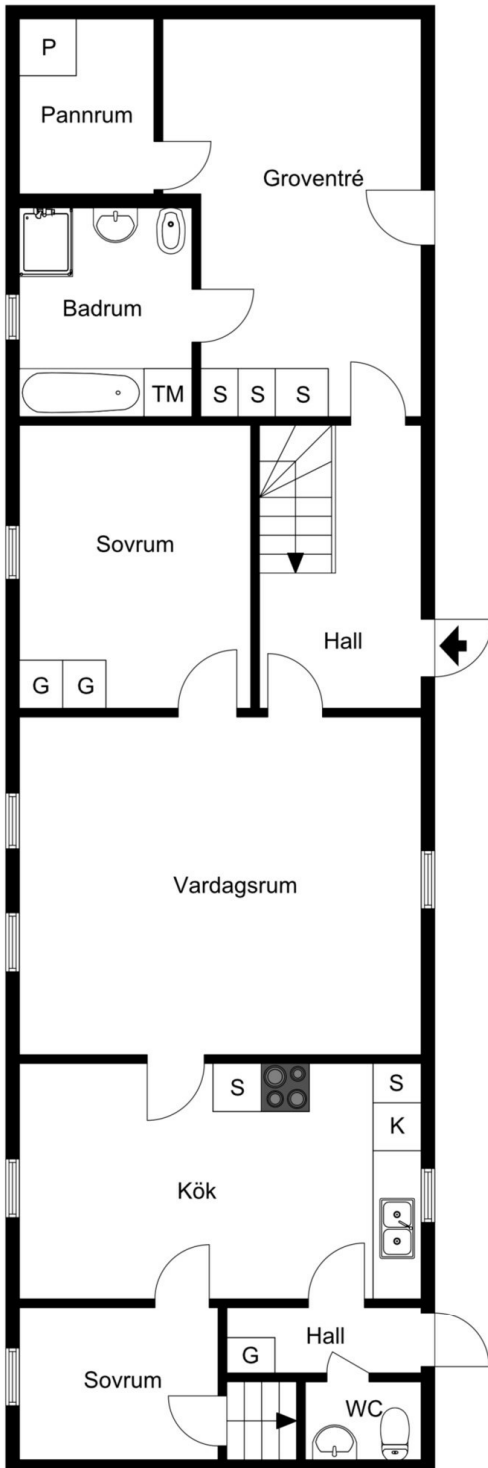 P
Pannrum
Groventré
Badrum
TM
S
S
S
Sovrum
Hall
G
G
Vardagsrum
S
S
K
Kök
Hall
G
Sovrum
WC